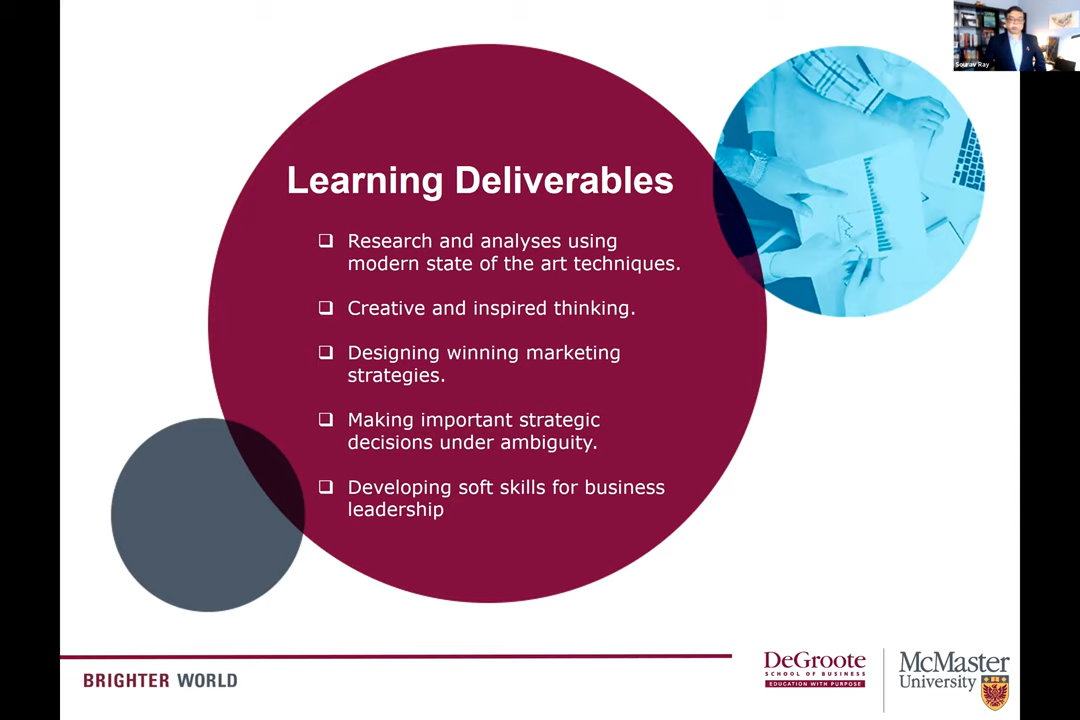 Sourav Ray
Learning Deliverables
❑ Research and analyses using
modern state of the art techniques.
❑ Creative and inspired thinking.
❑ Designing winning marketing
strategies.
❑ Making important strategic
decisions under ambiguity.
❑ Developing soft skills for business
leadership
BRIGHTER WORLD
DeGroote
SCHOOL OF BUSINESS
EDUCATION WITH PURPOSE
McMaster
University